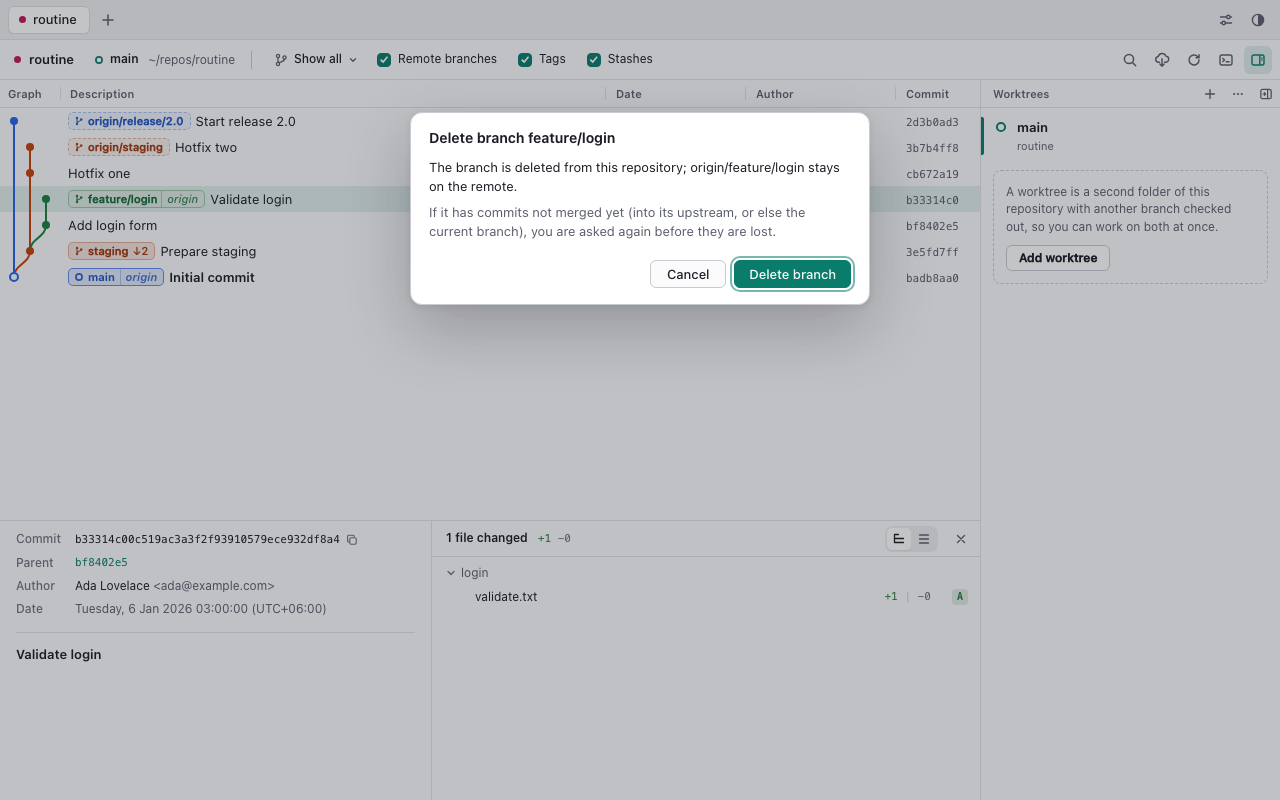 routine
routine main ~/repos/routine Show all Remote branches Tags Stashes
Graph Description Date Author Commit Worktrees
origin/release/2.0 Start release 2.0 2d3b0ad3
origin/staging Hotfix two 3b7b4ff8
Hotfix one cb672a19
feature/login origin Validate login b33314c0
Add login form bf8402e5
staging ↓2 Prepare staging 3e5fd7ff
main origin Initial commit badb8aa0
Delete branch feature/login
The branch is deleted from this repository; origin/feature/login stays
on the remote.
If it has commits not merged yet (into its upstream, or else the
current branch), you are asked again before they are lost.
Cancel Delete branch
main
routine
A worktree is a second folder of this
repository with another branch checked
out, so you can work on both at once.
Add worktree
Commit b33314c00c519ac3a3f2f93910579ece932df8a4
Parent bf8402e5
Author Ada Lovelace <ada@example.com>
Date Tuesday, 6 Jan 2026 03:00:00 (UTC+06:00)
Validate login
1 file changed +1 −0
login
validate.txt +1 −0 A